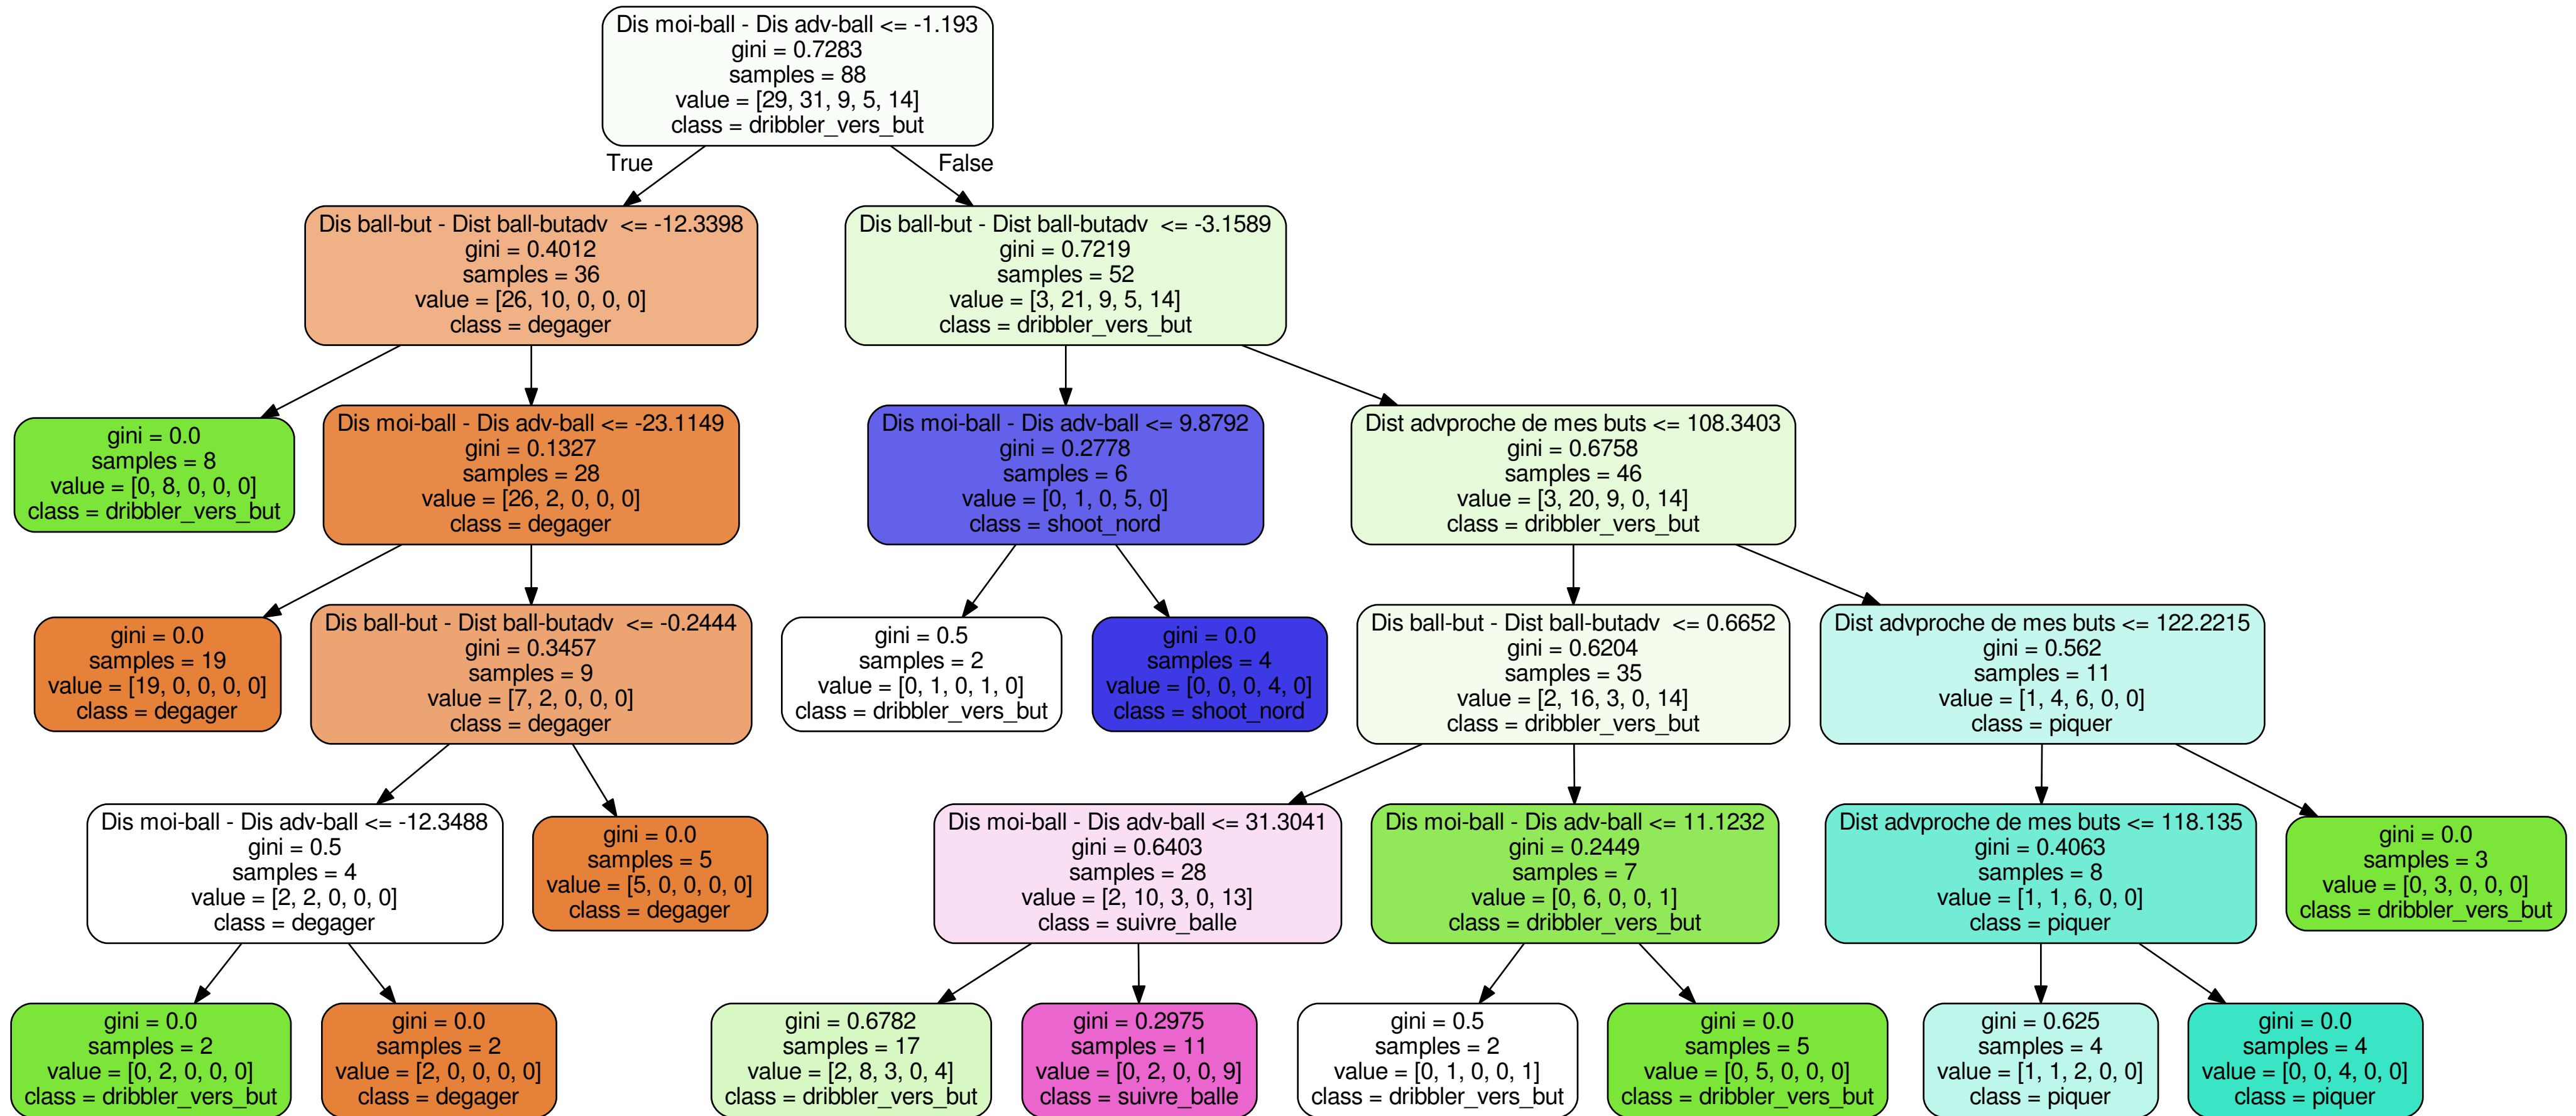 Dis moi-ball - Dis adv-ball <= -1.193
gini = 0.7283
samples = 88
value = [29, 31, 9, 5, 14]
class = dribbler_vers_but
True
False
Dis ball-but - Dist ball-butadv  <= -12.3398
gini = 0.4012
samples = 36
value = [26, 10, 0, 0, 0]
class = degager
Dis ball-but - Dist ball-butadv  <= -3.1589
gini = 0.7219
samples = 52
value = [3, 21, 9, 5, 14]
class = dribbler_vers_but
gini = 0.0
samples = 8
value = [0, 8, 0, 0, 0]
class = dribbler_vers_but
Dis moi-ball - Dis adv-ball <= -23.1149
gini = 0.1327
samples = 28
value = [26, 2, 0, 0, 0]
class = degager
Dis moi-ball - Dis adv-ball <= 9.8792
gini = 0.2778
samples = 6
value = [0, 1, 0, 5, 0]
class = shoot_nord
Dist advproche de mes buts <= 108.3403
gini = 0.6758
samples = 46
value = [3, 20, 9, 0, 14]
class = dribbler_vers_but
gini = 0.0
samples = 19
value = [19, 0, 0, 0, 0]
class = degager
Dis ball-but - Dist ball-butadv  <= -0.2444
gini = 0.3457
samples = 9
value = [7, 2, 0, 0, 0]
class = degager
gini = 0.5
samples = 2
value = [0, 1, 0, 1, 0]
class = dribbler_vers_but
gini = 0.0
samples = 4
value = [0, 0, 0, 4, 0]
class = shoot_nord
Dis ball-but - Dist ball-butadv  <= 0.6652
gini = 0.6204
samples = 35
value = [2, 16, 3, 0, 14]
class = dribbler_vers_but
Dist advproche de mes buts <= 122.2215
gini = 0.562
samples = 11
value = [1, 4, 6, 0, 0]
class = piquer
Dis moi-ball - Dis adv-ball <= -12.3488
gini = 0.5
samples = 4
value = [2, 2, 0, 0, 0]
class = degager
gini = 0.0
samples = 5
value = [5, 0, 0, 0, 0]
class = degager
Dis moi-ball - Dis adv-ball <= 31.3041
gini = 0.6403
samples = 28
value = [2, 10, 3, 0, 13]
class = suivre_balle
Dis moi-ball - Dis adv-ball <= 11.1232
gini = 0.2449
samples = 7
value = [0, 6, 0, 0, 1]
class = dribbler_vers_but
Dist advproche de mes buts <= 118.135
gini = 0.4063
samples = 8
value = [1, 1, 6, 0, 0]
class = piquer
gini = 0.0
samples = 3
value = [0, 3, 0, 0, 0]
class = dribbler_vers_but
gini = 0.0
samples = 2
value = [0, 2, 0, 0, 0]
class = dribbler_vers_but
gini = 0.0
samples = 2
value = [2, 0, 0, 0, 0]
class = degager
gini = 0.6782
samples = 17
value = [2, 8, 3, 0, 4]
class = dribbler_vers_but
gini = 0.2975
samples = 11
value = [0, 2, 0, 0, 9]
class = suivre_balle
gini = 0.5
samples = 2
value = [0, 1, 0, 0, 1]
class = dribbler_vers_but
gini = 0.0
samples = 5
value = [0, 5, 0, 0, 0]
class = dribbler_vers_but
gini = 0.625
samples = 4
value = [1, 1, 2, 0, 0]
class = piquer
gini = 0.0
samples = 4
value = [0, 0, 4, 0, 0]
class = piquer